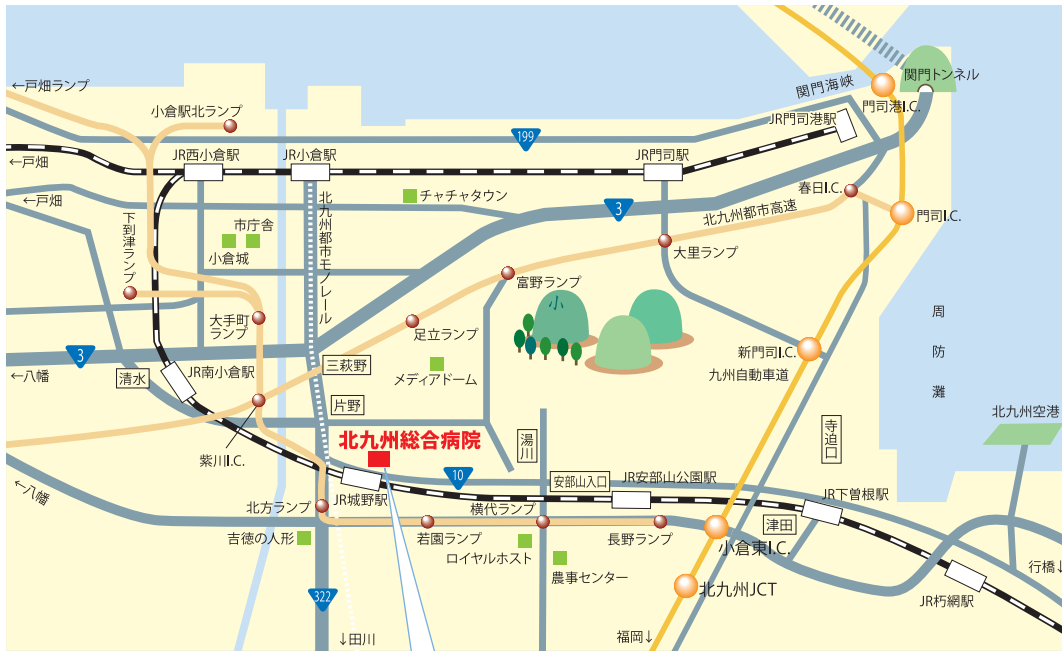 ←戸畑ランプ
小倉駅北ランプ
関門海峡
関門トンネル
門司港I.C.
JR門司港駅
199
←戸畑
JR西小倉駅
JR小倉駅
JR門司駅
←戸畑
チャチャタウン
春日I.C.
3
北九州都市高速
門司I.C.
下到津ランプ
市庁舎
小倉城
北九州都市モノレール
大里ランプ
富野ランプ
小
大手町
ランプ
足立ランプ
周防灘
3
←八幡
清水
JR南小倉駅
三萩野
メディアドーム
新門司I.C.
九州自動車道
片野
北九州総合病院
湯川
寺迫口
北九州空港
紫川I.C.
10
安部山入口
JR安部山公園駅
←八幡
JR城野駅
JR下曽根駅
北方ランプ
横代ランプ
津田
吉徳の人形
若園ランプ
長野ランプ
小倉東I.C.
ロイヤルホスト
農事センター
行橋↓
北九州JCT
JR朽網駅
322
↓田川
福岡↓